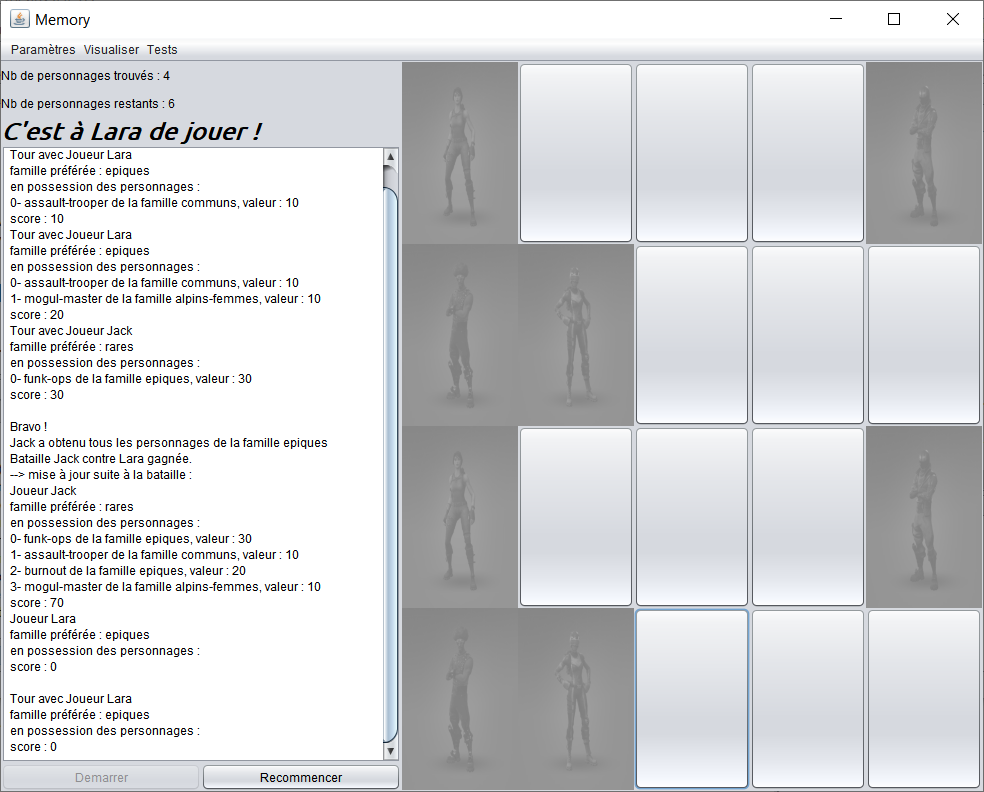 Memory
Paramètres Visualiser Tests
Nb de personnages trouvés : 4
Nb de personnages restants : 6
C'est à Lara de jouer !
Tour avec Joueur Lara
famille préférée : epiques
en possession des personnages :
0- assault-trooper de la famille communs, valeur : 10
score : 10
Tour avec Joueur Lara
famille préférée : epiques
en possession des personnages :
0- assault-trooper de la famille communs, valeur : 10
1- mogul-master de la famille alpins-femmes, valeur : 10
score : 20
Tour avec Joueur Jack
famille préférée : rares
en possession des personnages :
0- funk-ops de la famille epiques, valeur : 30
score : 30
Bravo !
Jack a obtenu tous les personnages de la famille epiques
Bataille Jack contre Lara gagnée.
--> mise à jour suite à la bataille :
Joueur Jack
famille préférée : rares
en possession des personnages :
0- funk-ops de la famille epiques, valeur : 30
1- assault-trooper de la famille communs, valeur : 10
2- burnout de la famille epiques, valeur : 20
3- mogul-master de la famille alpins-femmes, valeur : 10
score : 70
Joueur Lara
famille préférée : epiques
en possession des personnages :
score : 0
Tour avec Joueur Lara
famille préférée : epiques
en possession des personnages :
score : 0
Demarrer
Recommencer